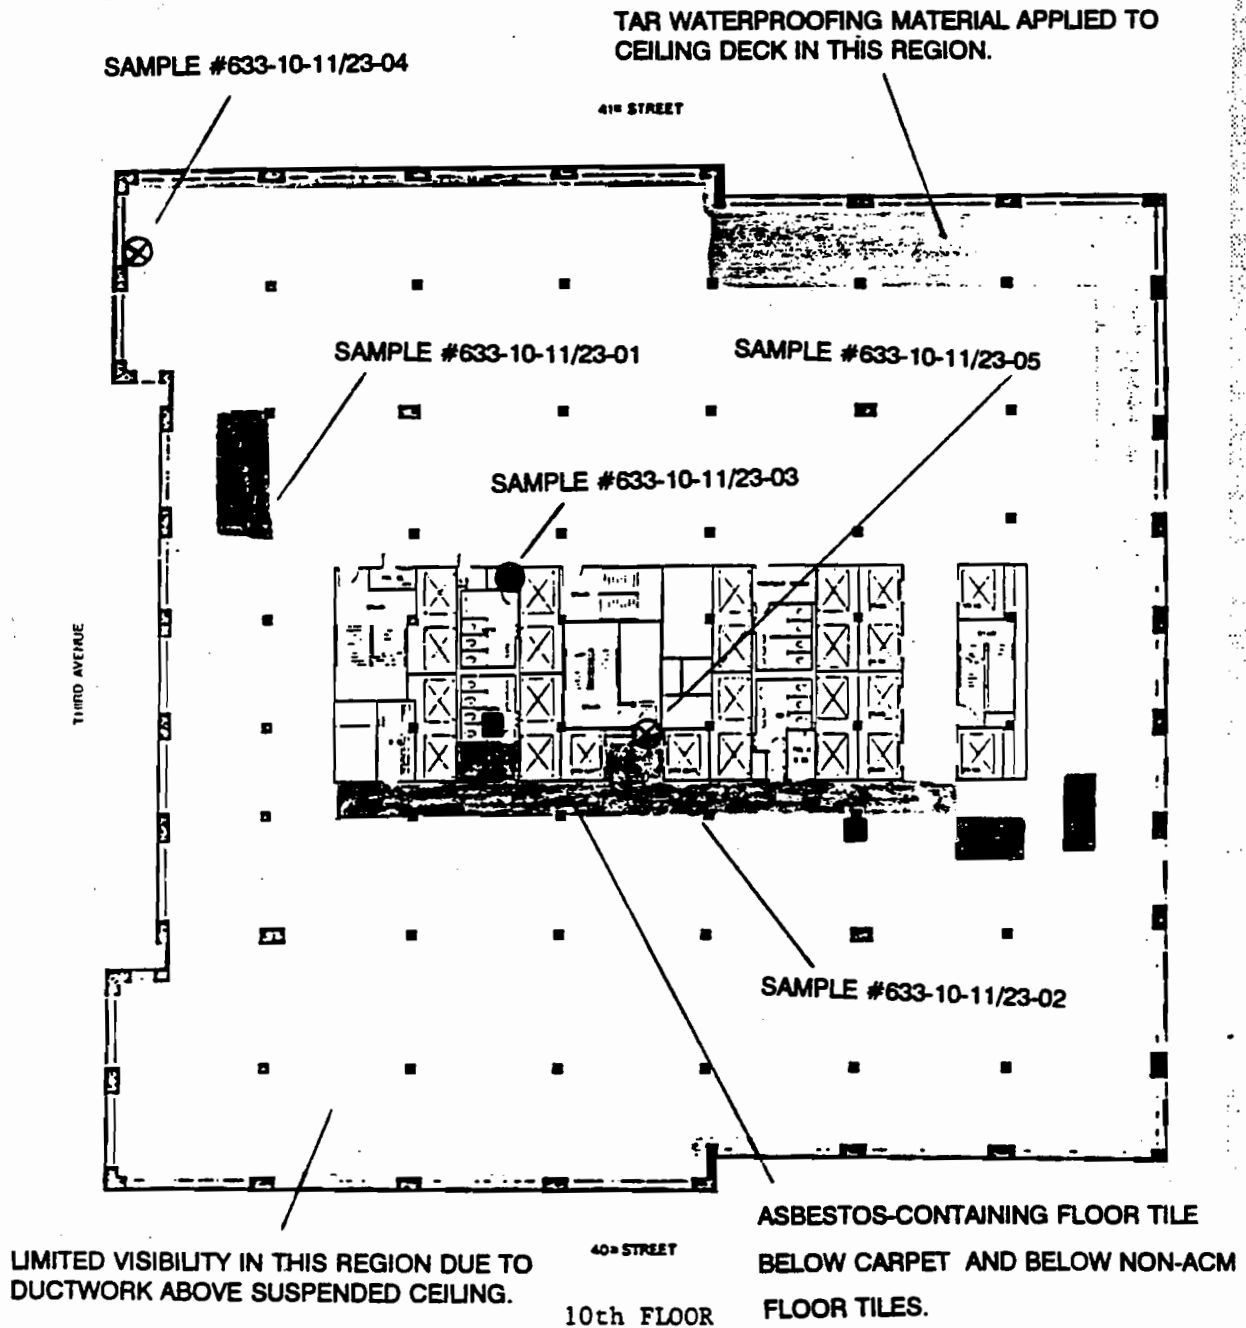 TAR WATERPROOFING MATERIAL APPLIED TO
CEILING DECK IN THIS REGION.
SAMPLE #633-10-11/23-04
41ST STREET
SAMPLE #633-10-11/23-01
SAMPLE #633-10-11/23-05
SAMPLE #633-10-11/23-03
THIRD AVENUE
SAMPLE #633-10-11/23-02
ASBESTOS-CONTAINING FLOOR TILE
BELOW CARPET AND BELOW NON-ACM
FLOOR TILES.
LIMITED VISIBILITY IN THIS REGION DUE TO
DUCTWORK ABOVE SUSPENDED CEILING.
40TH STREET
10th FLOOR